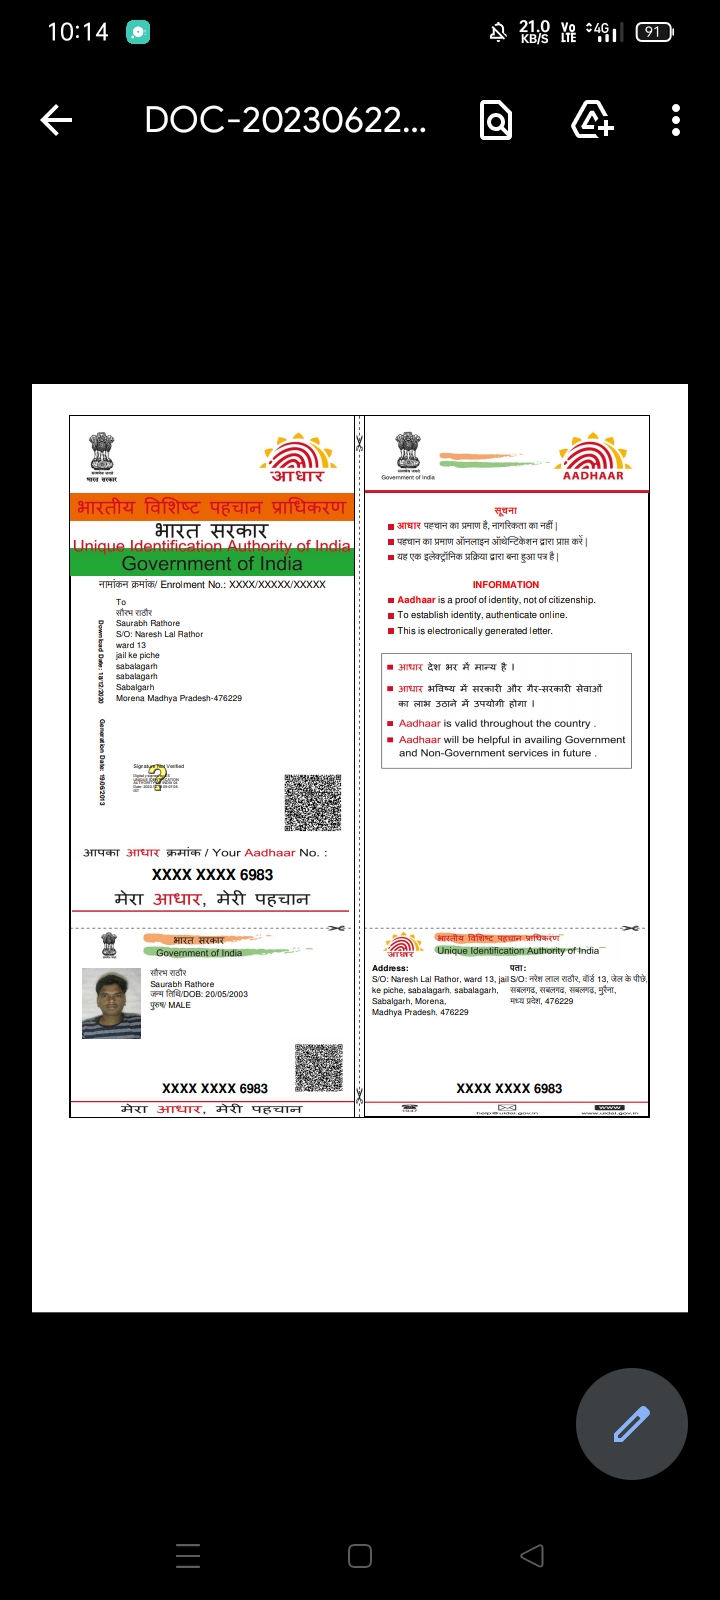 10:14
21.0 KB/S
Vo LTE
4G
91
DOC-20230622...
सत्यमेव जयते
भारत सरकार
आधार
भारतीय विशिष्ट पहचान प्राधिकरण
भारत सरकार
Unique Identification Authority of India
Government of India
नामांकन क्रमांक/ Enrolment No.: XXXX/XXXXX/XXXXX
To
सौरभ राठौर
Saurabh Rathore
S/O: Naresh Lal Rathor
ward 13
jail ke piche
sabalagarh
sabalagarh
Sabalgarh
Morena Madhya Pradesh-476229
Download Date: 18/12/2020
Generation Date: 19/06/2013
Signature Not Verified
आपका आधार क्रमांक / Your Aadhaar No. :
XXXX XXXX 6983
मेरा आधार, मेरी पहचान
Government of India
AADHAAR
सूचना
आधार पहचान का प्रमाण है, नागरिकता का नहीं |
पहचान का प्रमाण ऑनलाइन ऑथेन्टिकेशन द्वारा प्राप्त करें |
यह एक इलेक्ट्रॉनिक प्रक्रिया द्वारा बना हुआ पत्र है |
INFORMATION
Aadhaar is a proof of identity, not of citizenship.
To establish identity, authenticate online.
This is electronically generated letter.
आधार देश भर में मान्य है ।
आधार भविष्य में सरकारी और गैर-सरकारी सेवाओं
का लाभ उठाने में उपयोगी होगा ।
Aadhaar is valid throughout the country .
Aadhaar will be helpful in availing Government
and Non-Government services in future .
भारत सरकार
Government of India
सौरभ राठौर
Saurabh Rathore
जन्म तिथि/DOB: 20/05/2003
पुरुष/ MALE
XXXX XXXX 6983
मेरा आधार, मेरी पहचान
आधार
भारतीय विशिष्ट पहचान प्राधिकरण
Unique Identification Authority of India
Address:
S/O: Naresh Lal Rathor, ward 13, jail
ke piche, sabalagarh, sabalagarh,
Sabalgarh, Morena,
Madhya Pradesh, 476229
पता:
S/O: नरेश लाल राठौर, वॉर्ड 13, जेल के पीछे,
सबलगढ, सबलगढ, सबलगढ, मुरैना,
मध्य प्रदेश, 476229
XXXX XXXX 6983
1947
help@uidai.gov.in
www
www.uidai.gov.in